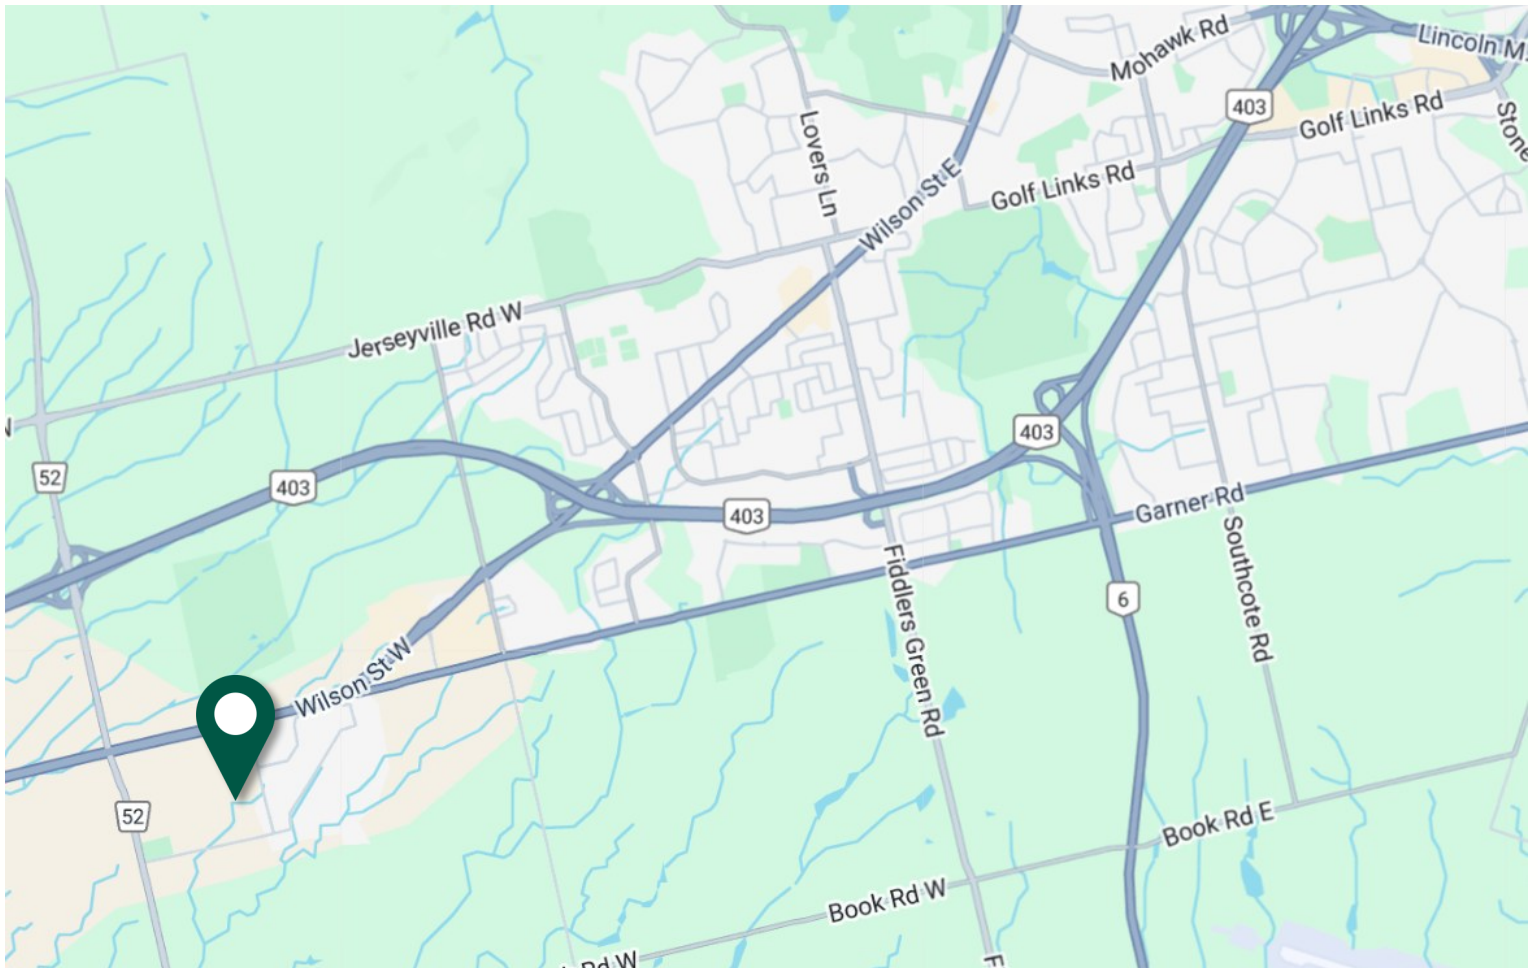 Mohawk Rd
Lincoln M.
403
Golf Links Rd
Stone
Lovers Ln
Wilson St E
Golf Links Rd
Jerseyville Rd W
52
403
403
403
Garner Rd
Southcote Rd
Fiddlers Green Rd
6
Wilson St W
52
Book Rd E
Book Rd W
Rd W
F